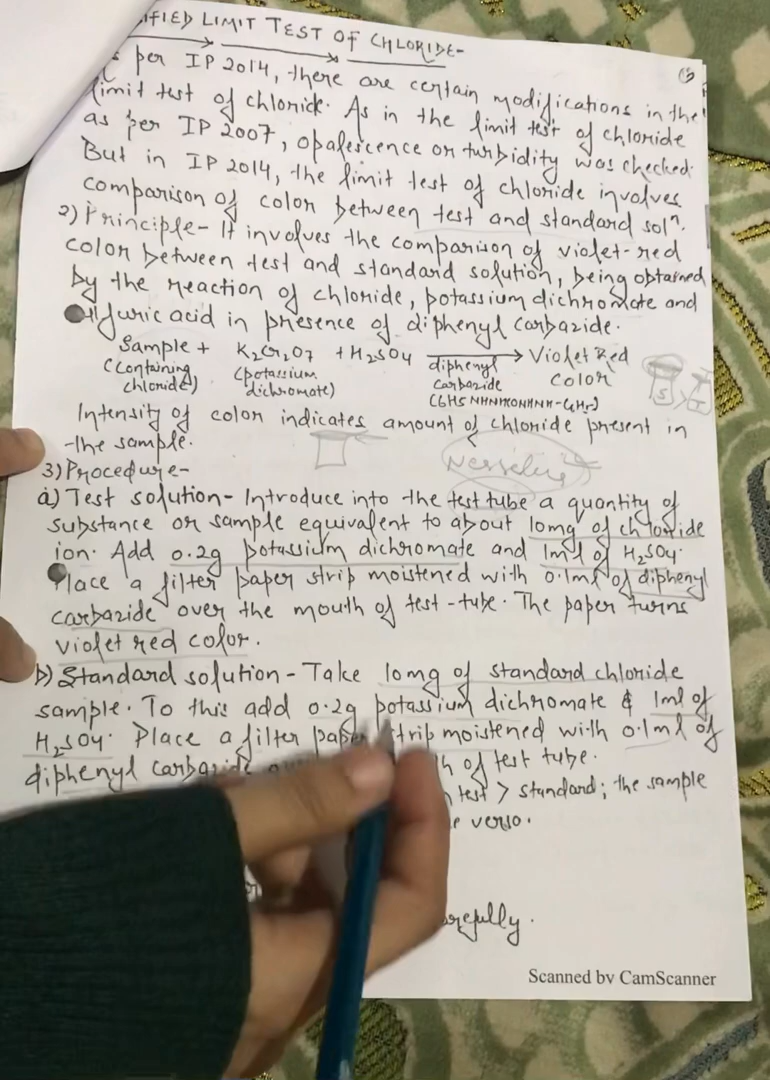 IFIED LIMIT TEST OF CHLORIDE-
per IP 2014, there are certain modifications in the
limit test of chloride. As in the limit test of chloride
as per IP 2007, opalescence or turbidity was checked.
But in IP 2014, the limit test of chloride involves
comparison of color between test and standard solⁿ.
2) Principle- It involves the comparison of violet-red
color between test and standard solution, being obtained
by the reaction of chloride, potassium dichromate and
furic acid in presence of diphenyl carbazide.
Sample + K₂Cr₂O₇ + H₂SO₄ ⟶ Violet Red
(Containing (potassium diphenyl color
chloride) dichromate) carbazide
S > T
(C6H5NHNHCONHNH-C6H5)
Intensity of color indicates amount of chloride present in
the sample.
3) Procedure-
a) Test solution- Introduce into the test tube a quantity of
substance or sample equivalent to about 10mg of chloride
ion. Add 0.2g potassium dichromate and 1ml of H₂SO₄.
Place a filter paper strip moistened with 0.1ml of diphenyl
carbazide over the mouth of test-tube. The paper turns
violet red color.
b) Standard solution- Take 10mg of standard chloride
sample. To this add 0.2g potassium dichromate & 1ml of
H₂SO₄. Place a filter paper strip moistened with 0.1ml of
diphenyl carbazide h of test tube.
test > standard; the sample
verso.
refully.
Scanned by CamScanner